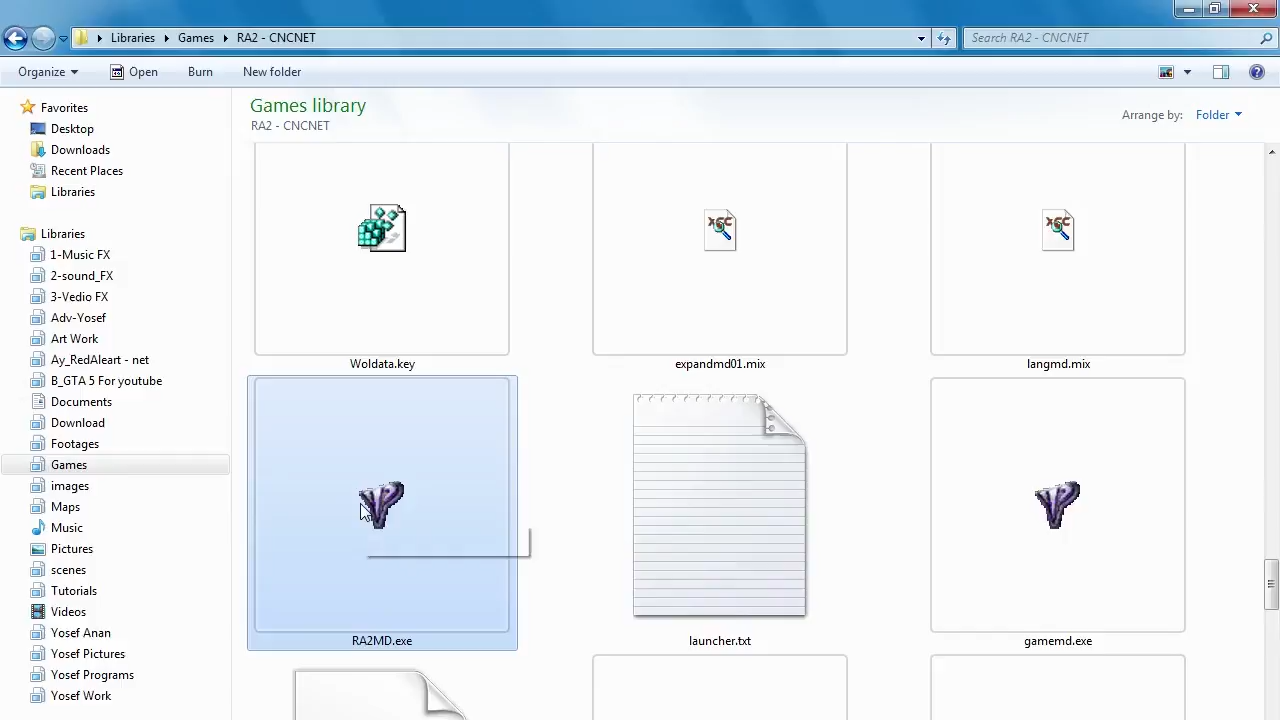 Libraries Games RA2 - CNCNET Search RA2 - CNCNET
Organize Open Burn New folder
Favorites
Desktop
Downloads
Recent Places
Libraries
Libraries
1-Music FX
2-sound_FX
3-Vedio FX
Adv-Yosef
Art Work
Ay_RedAleart - net
B_GTA 5 For youtube
Documents
Download
Footages
Games
images
Maps
Music
Pictures
scenes
Tutorials
Videos
Yosef Anan
Yosef Pictures
Yosef Programs
Yosef Work
Games library
RA2 - CNCNET
Arrange by: Folder
Woldata.key expandmd01.mix langmd.mix
RA2MD.exe launcher.txt gamemd.exe